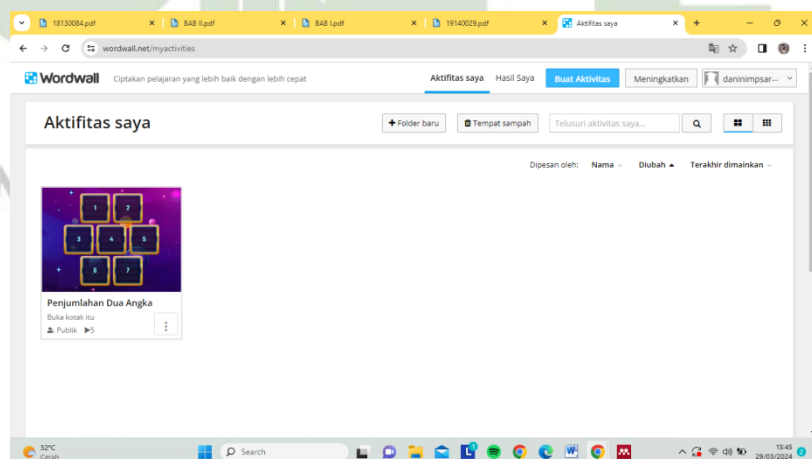 18130084.pdf
BAB II.pdf
BAB I.pdf
19140029.pdf
Aktifitas saya
wordwall.net/myactivities
Wordwall
Ciptakan pelajaran yang lebih baik dengan lebih cepat
Aktifitas saya
Hasil Saya
Buat Aktivitas
Meningkatkan
daninimpsar...
Aktifitas saya
+ Folder baru
Tempat sampah
Telusuri aktivitas saya...
Dipesan oleh: Nama Diubah Terakhir dimainkan
1 2
3 4 5
6 7
Penjumlahan Dua Angka
Buka kotak itu
Publik 5
32°C
Cerah
Search
15:45
29/03/2024
2